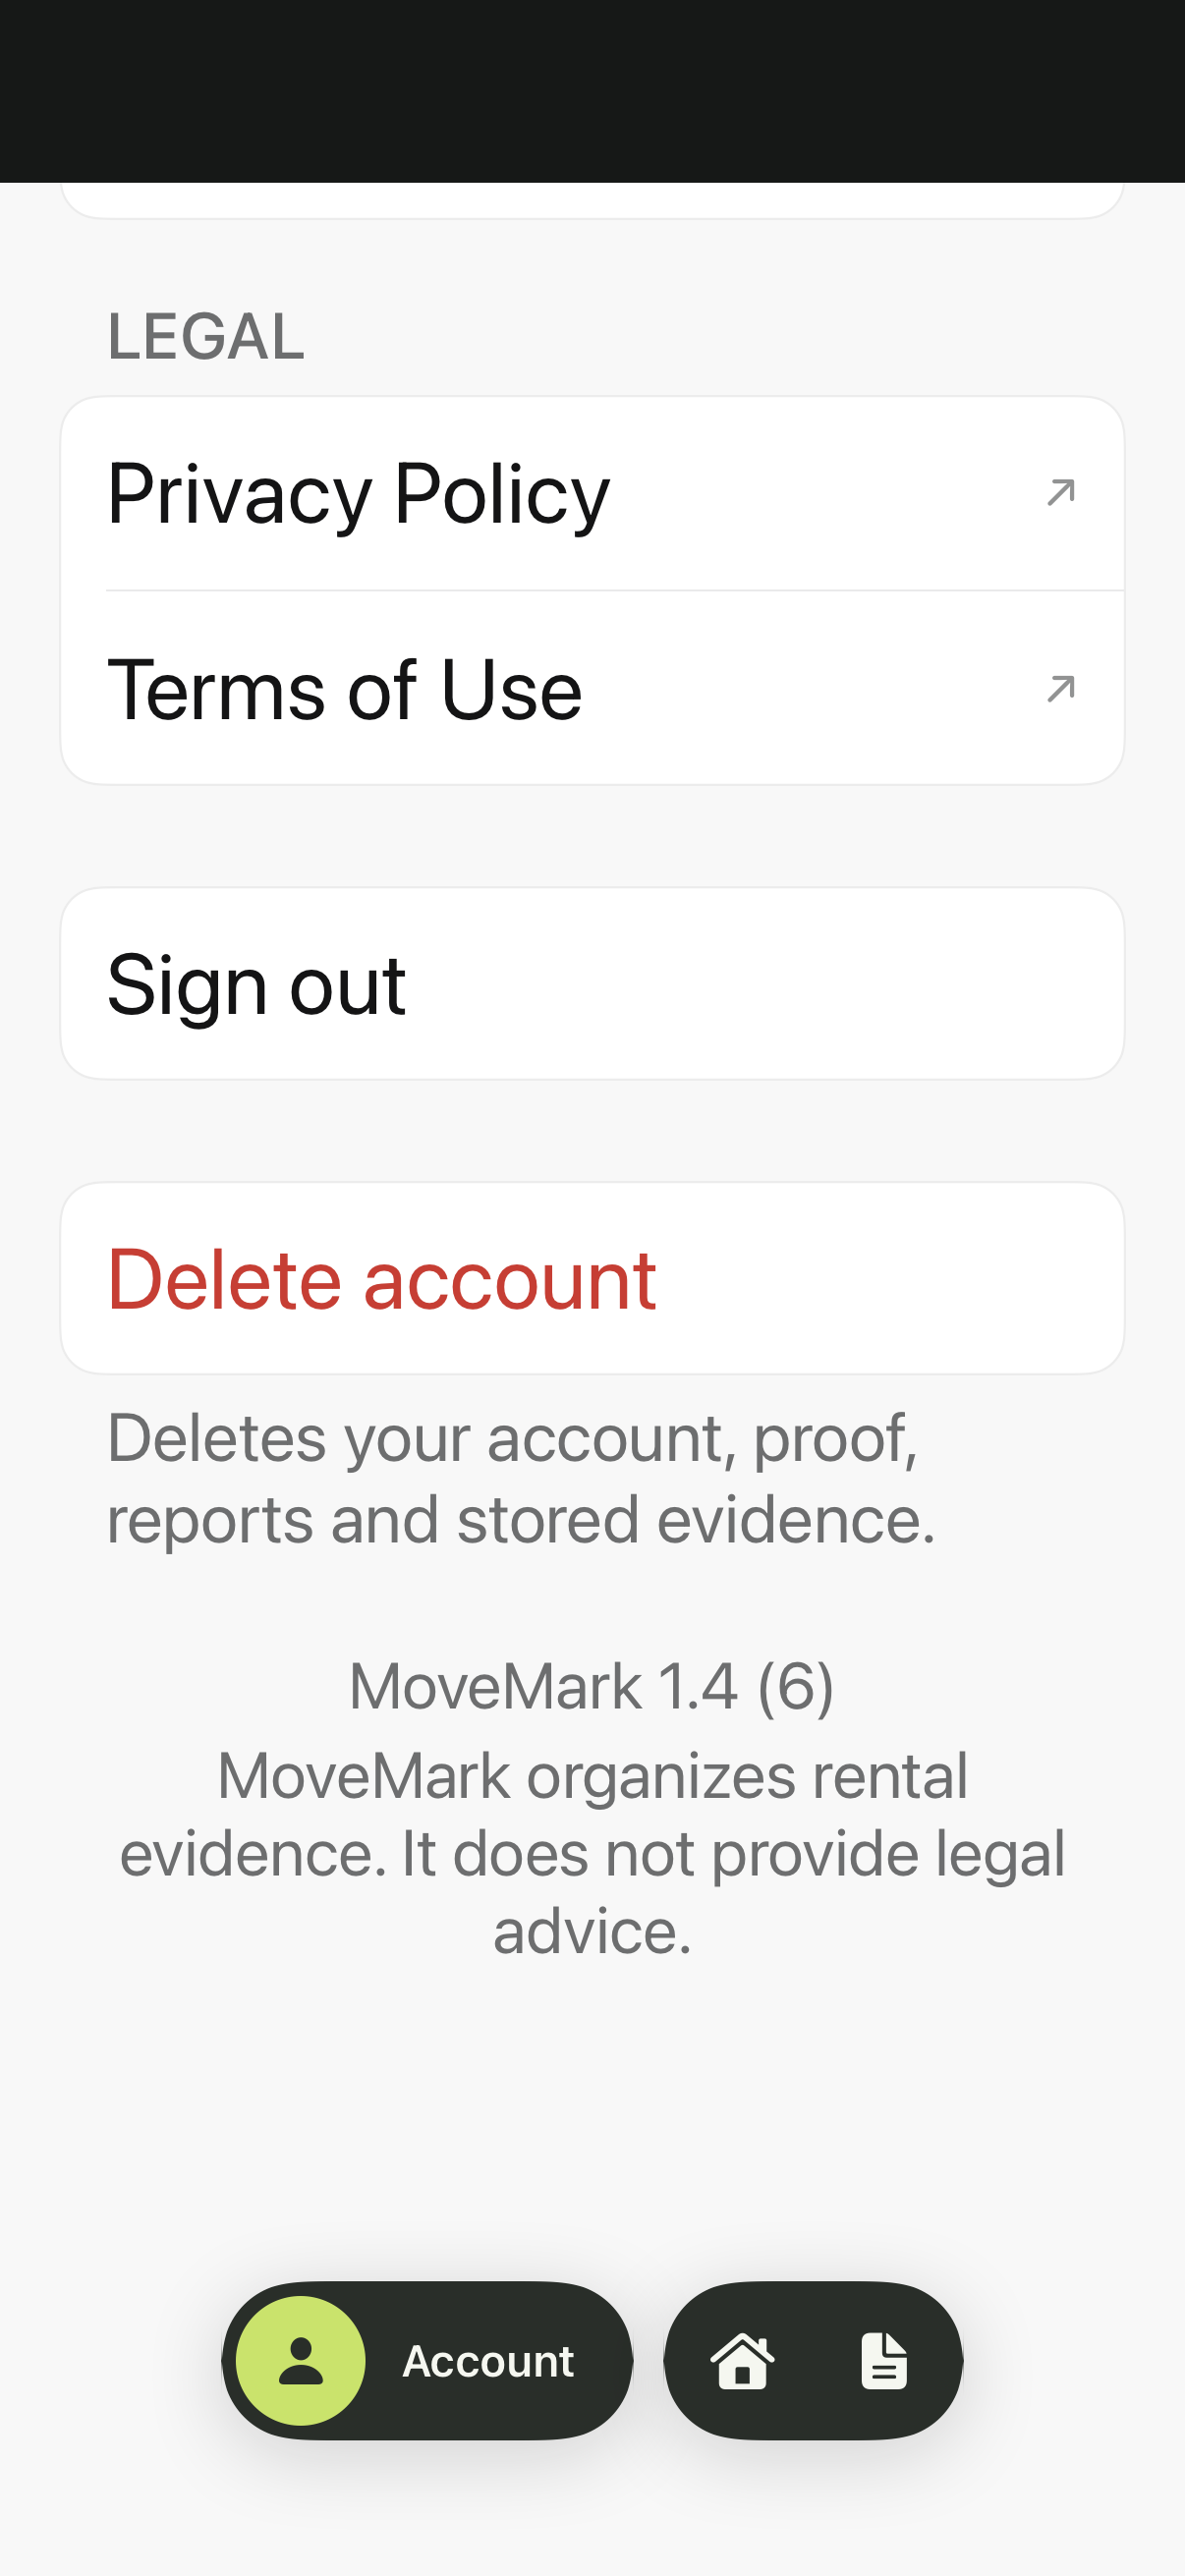 LEGAL
Privacy Policy
Terms of Use
Sign out
Delete account
Deletes your account, proof,
reports and stored evidence.
MoveMark 1.4 (6)
MoveMark organizes rental
evidence. It does not provide legal
advice.
Account